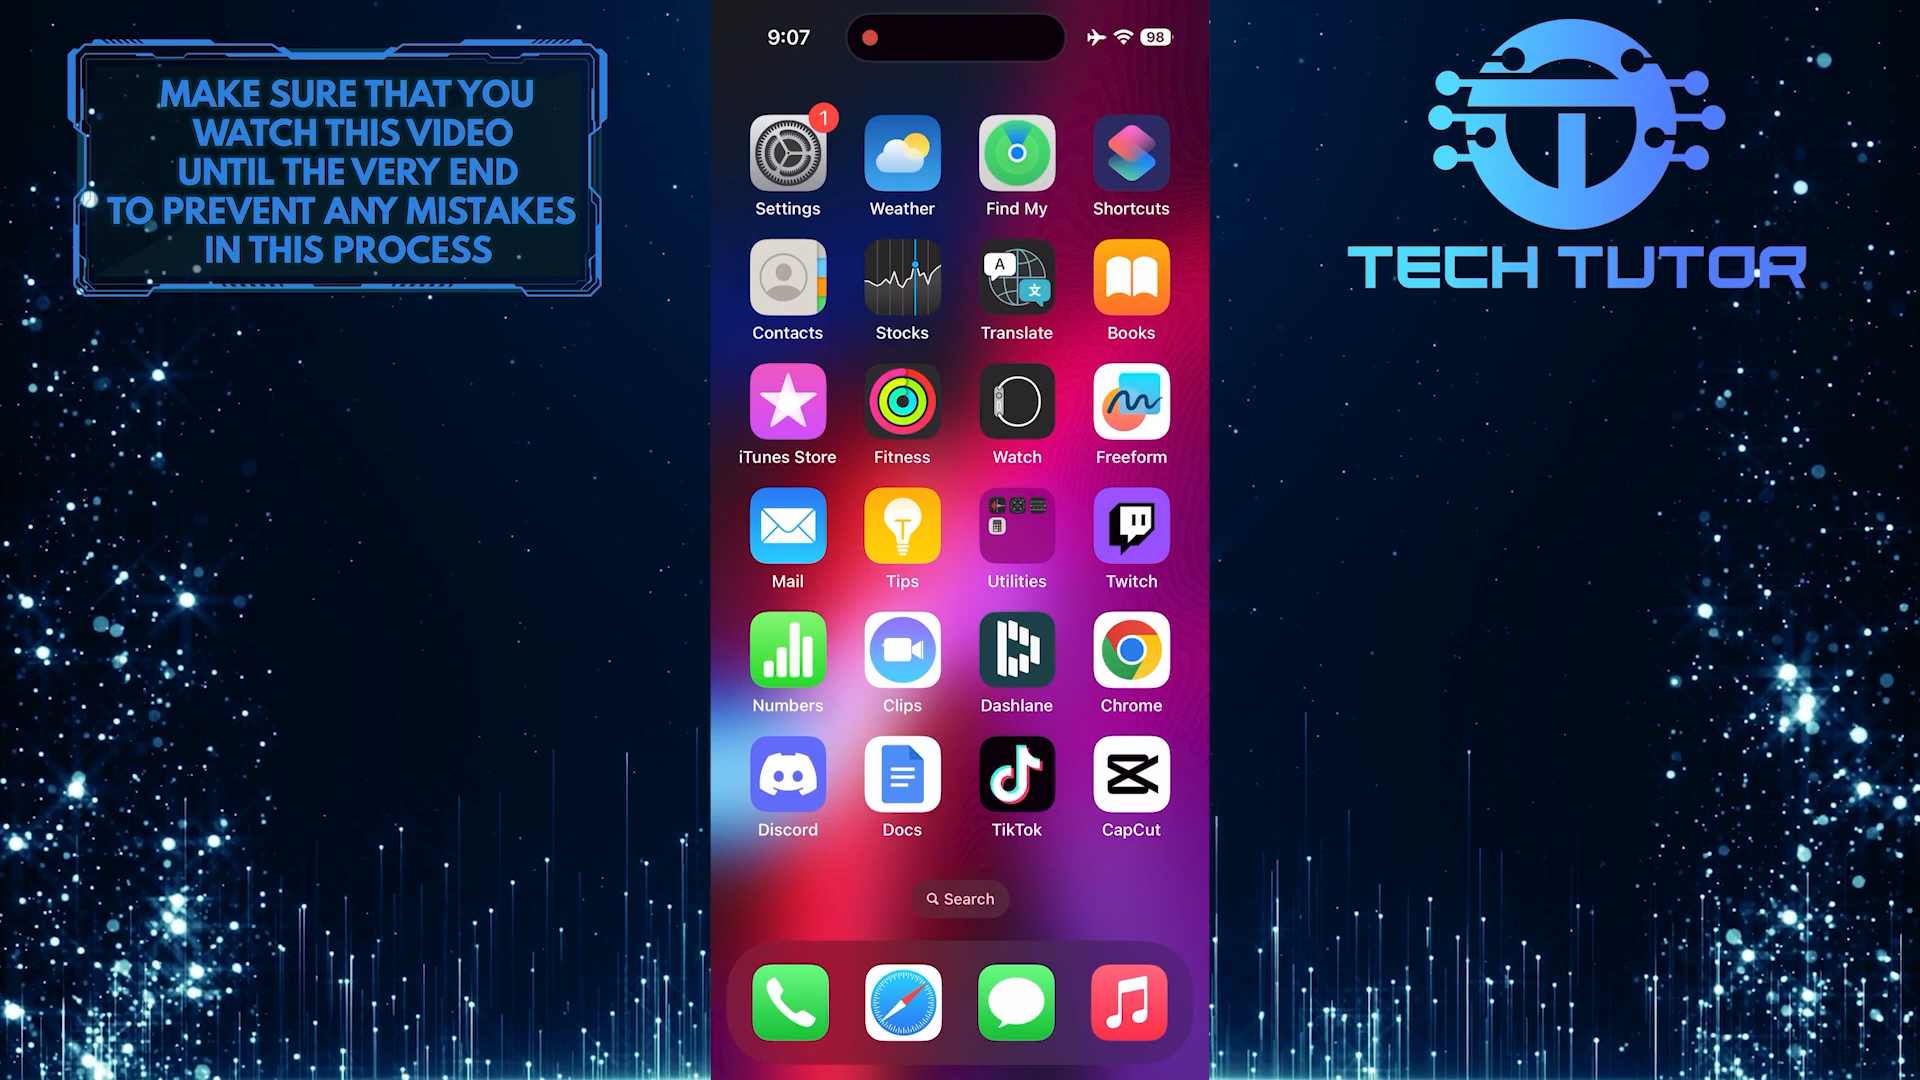 MAKE SURE THAT YOU
WATCH THIS VIDEO
UNTIL THE VERY END
TO PREVENT ANY MISTAKES
IN THIS PROCESS
9:07
98
1
Settings
Weather
Find My
Shortcuts
A
文
Contacts
Stocks
Translate
Books
iTunes Store
Fitness
Watch
Freeform
Mail
Tips
Utilities
Twitch
Numbers
Clips
Dashlane
Chrome
Discord
Docs
TikTok
CapCut
Search
TECH TUTOR